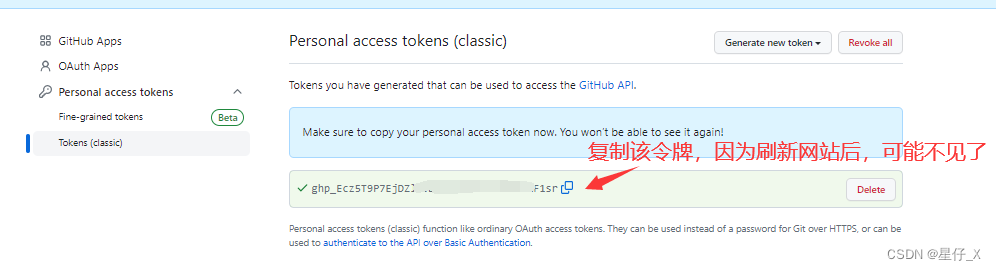 GitHub Apps
OAuth Apps
Personal access tokens
Fine-grained tokens
Beta
Tokens (classic)
Personal access tokens (classic)
Generate new token
Revoke all
Tokens you have generated that can be used to access the GitHub API.
Make sure to copy your personal access token now. You won't be able to see it again!
复制该令牌，因为刷新网站后，可能不见了
Delete
Personal access tokens (classic) function like ordinary OAuth access tokens. They can be used instead of a password for Git over HTTPS, or can be
used to authenticate to the API over Basic Authentication.
CSDN @星仔_X